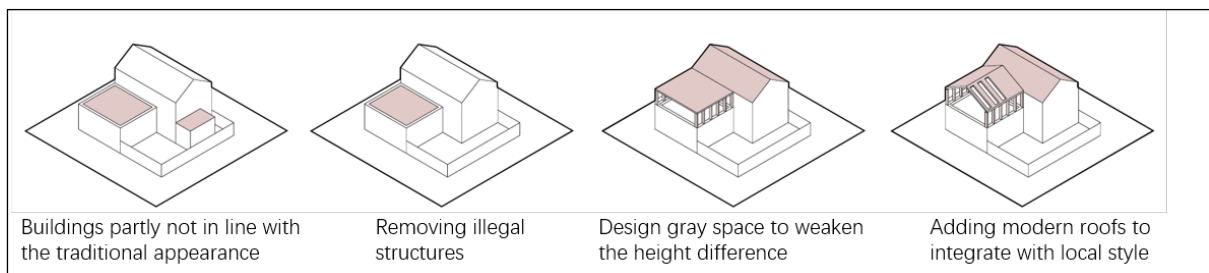 Buildings partly not in line with
the traditional appearance
Removing illegal
structures
Design gray space to weaken
the height difference
Adding modern roofs to
integrate with local style